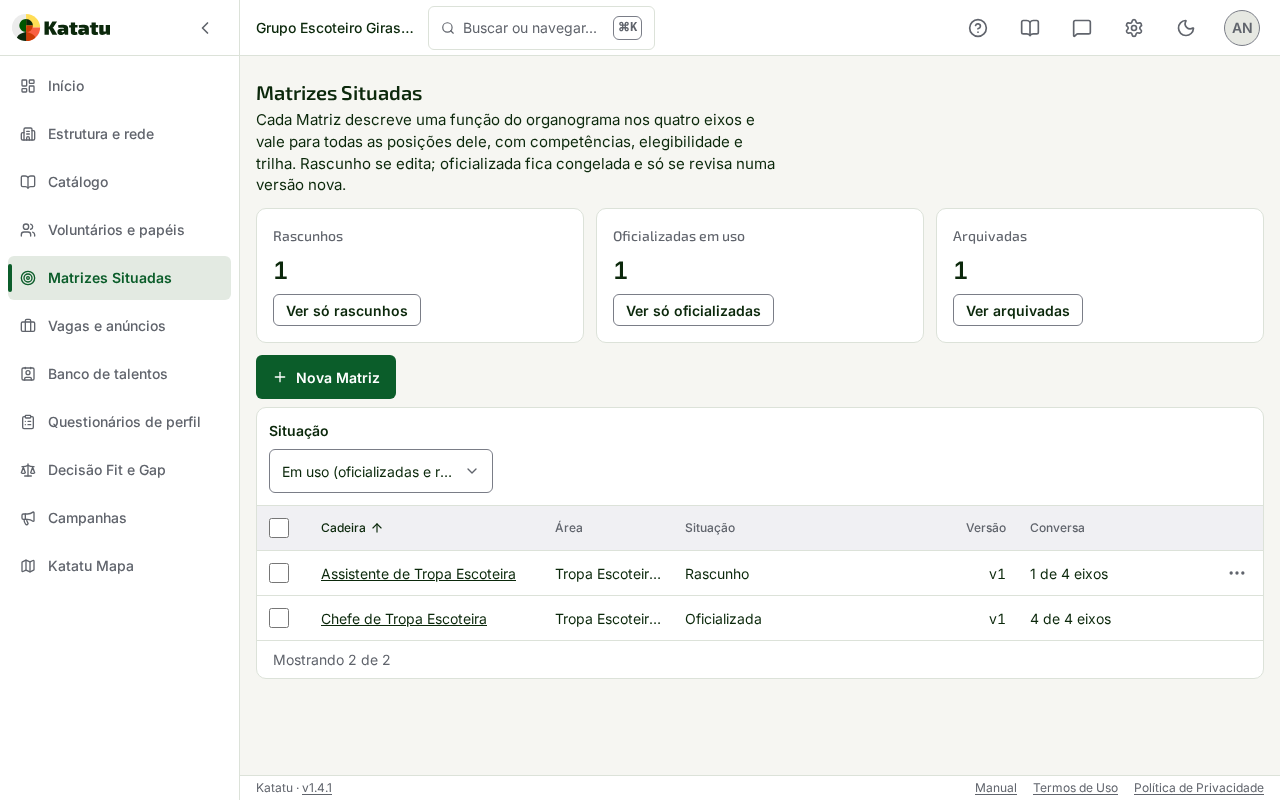 Katatu
Grupo Escoteiro Giras...
Buscar ou navegar...
⌘K
AN
Início
Estrutura e rede
Catálogo
Voluntários e papéis
Matrizes Situadas
Vagas e anúncios
Banco de talentos
Questionários de perfil
Decisão Fit e Gap
Campanhas
Katatu Mapa
Matrizes Situadas
Cada Matriz descreve uma função do organograma nos quatro eixos e
vale para todas as posições dele, com competências, elegibilidade e
trilha. Rascunho se edita; oficializada fica congelada e só se revisa numa
versão nova.
Rascunhos
1
Ver só rascunhos
Oficializadas em uso
1
Ver só oficializadas
Arquivadas
1
Ver arquivadas
Nova Matriz
Situação
Em uso (oficializadas e r...
Cadeira Área Situação Versão Conversa
Assistente de Tropa Escoteira Tropa Escoteir... Rascunho v1 1 de 4 eixos
Chefe de Tropa Escoteira Tropa Escoteir... Oficializada v1 4 de 4 eixos
Mostrando 2 de 2
Katatu · v1.4.1
Manual Termos de Uso Política de Privacidade